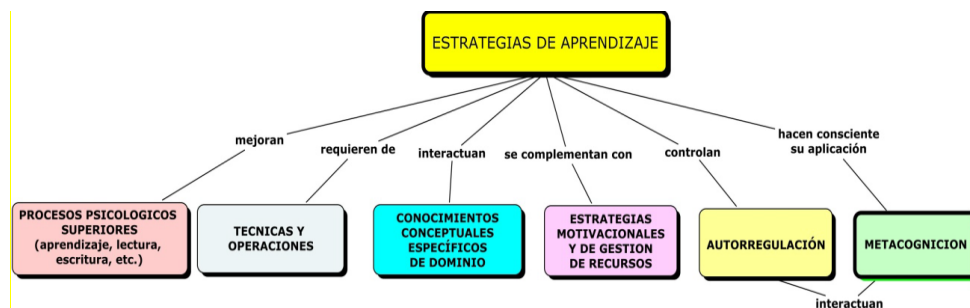 ESTRATEGIAS DE APRENDIZAJE
mejoran
requieren de
interactuan
se complementan con
controlan
hacen consciente
su aplicación
PROCESOS PSICOLOGICOS
SUPERIORES
(aprendizaje, lectura,
escritura, etc.)
TECNICAS Y
OPERACIONES
CONOCIMIENTOS
CONCEPTUALES
ESPECÍFICOS
DE DOMINIO
ESTRATEGIAS
MOTIVACIONALES
Y DE GESTION
DE RECURSOS
AUTORREGULACIÓN
METACOGNICION
interactuan